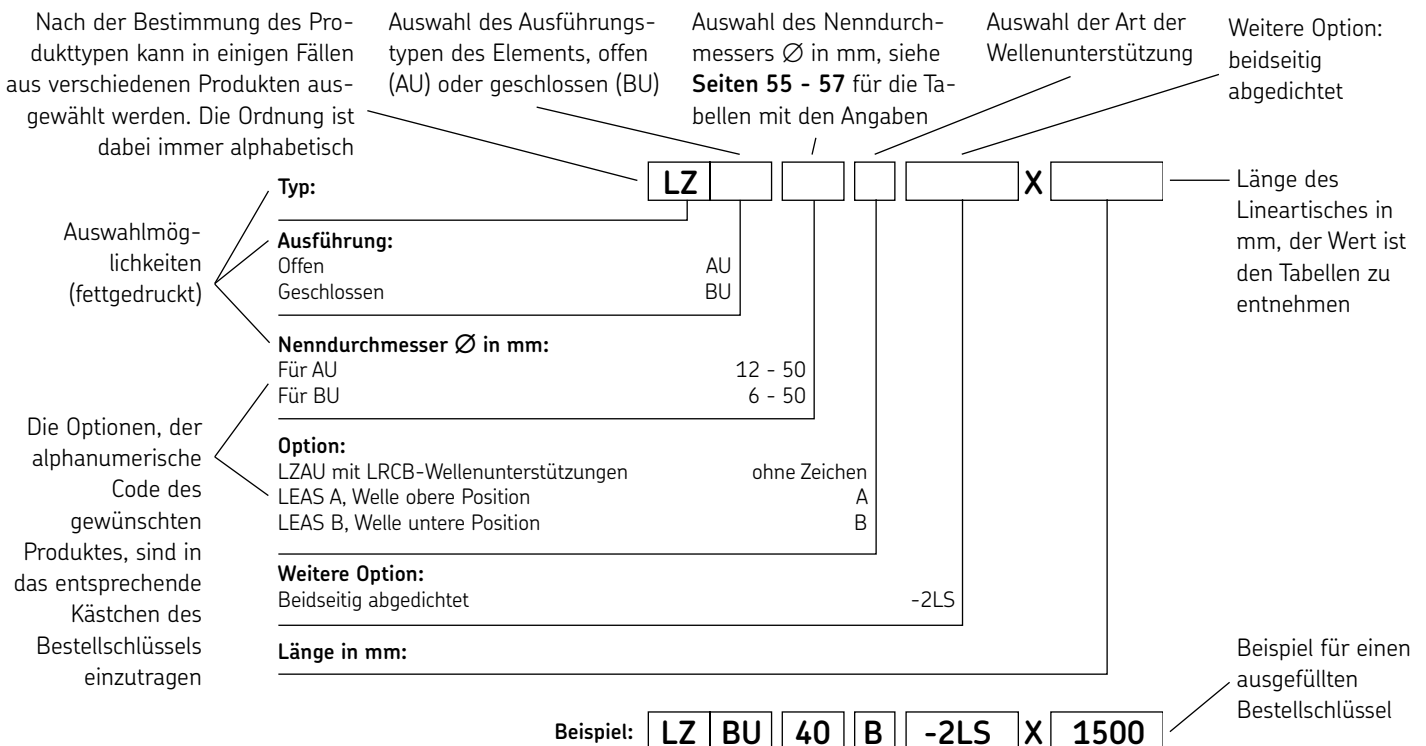 Nach der Bestimmung des Pro-
dukttypen kann in einigen Fällen
aus verschiedenen Produkten aus-
gewählt werden. Die Ordnung ist
dabei immer alphabetisch
Auswahl des Ausführungs-
typen des Elements, offen
(AU) oder geschlossen (BU)
Auswahl des Nenndurch-
messers Ø in mm, siehe
Seiten 55 - 57 für die Ta-
bellen mit den Angaben
Auswahl der Art der
Wellenunterstützung
Weitere Option:
beidseitig
abgedichtet
LZ X
Länge des
Lineartisches in
mm, der Wert ist
den Tabellen zu
entnehmen
Auswahlmög-
lichkeiten
(fettgedruckt)
Typ:
Ausführung:
Offen AU
Geschlossen BU
Nenndurchmesser Ø in mm:
Für AU 12 - 50
Für BU 6 - 50
Die Optionen, der
alphanumerische
Code des
gewünschten
Produktes, sind in
das entsprechende
Kästchen des
Bestellschlüssels
einzutragen
Option:
LZAU mit LRCB-Wellenunterstützungen ohne Zeichen
LEAS A, Welle obere Position A
LEAS B, Welle untere Position B
Weitere Option:
Beidseitig abgedichtet -2LS
Länge in mm:
Beispiel für einen
ausgefüllten
Bestellschlüssel
Beispiel: LZ BU 40 B -2LS X 1500